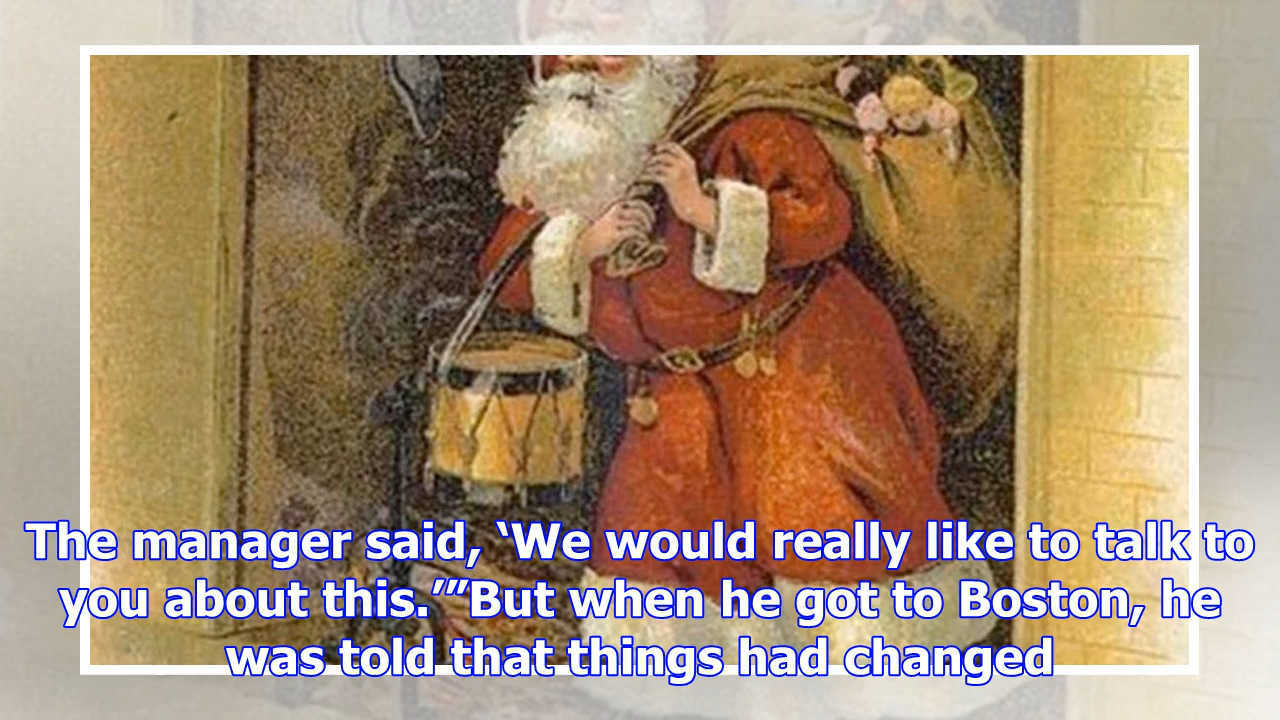 The manager said, ‘We would really like to talk to
you about this.’”But when he got to Boston, he
was told that things had changed